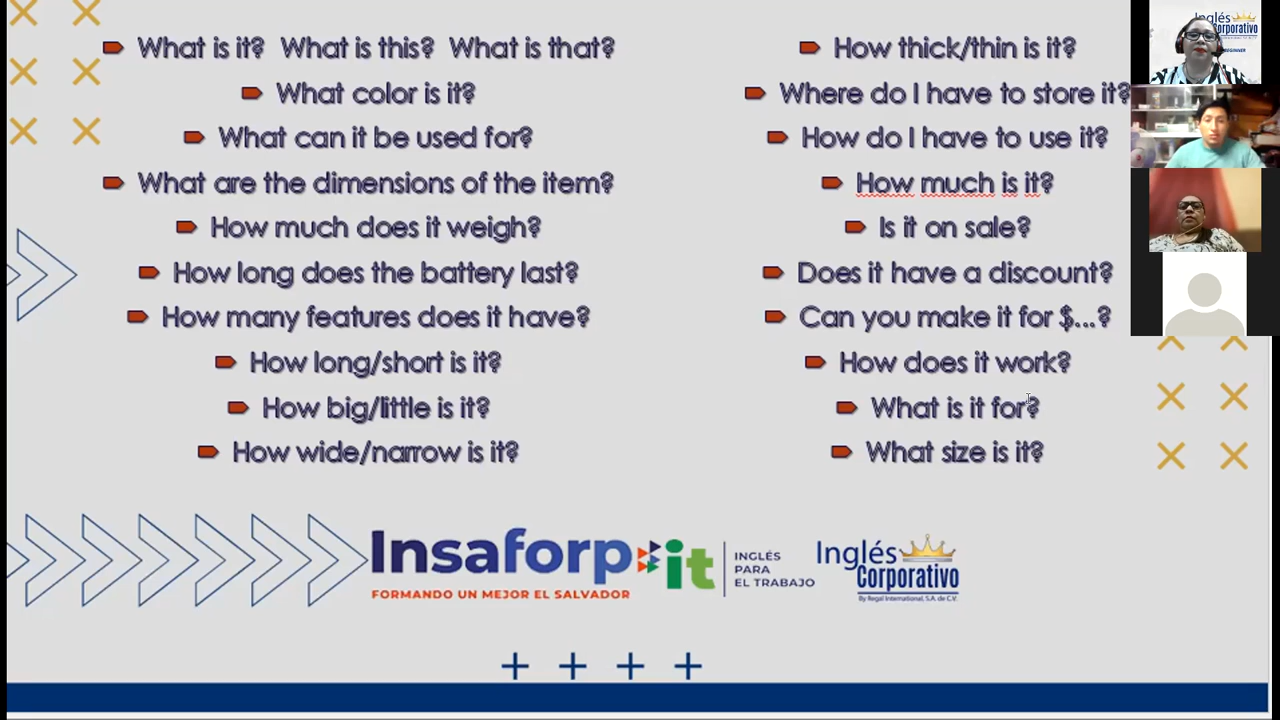 What is it? What is this? What is that?
What color is it?
What can it be used for?
What are the dimensions of the item?
How much does it weigh?
How long does the battery last?
How many features does it have?
How long/short is it?
How big/little is it?
How wide/narrow is it?
How thick/thin is it?
Where do I have to store it?
How do I have to use it?
How much is it?
Is it on sale?
Does it have a discount?
Can you make it for $...?
How does it work?
What is it for?
What size is it?
Insaforp it
FORMANDO UN MEJOR EL SALVADOR
INGLÉS
PARA
EL TRABAJO
Inglés
Corporativo
By Regal International, S.A. de C.V.
Inglés
Corporativo
BEGINNER